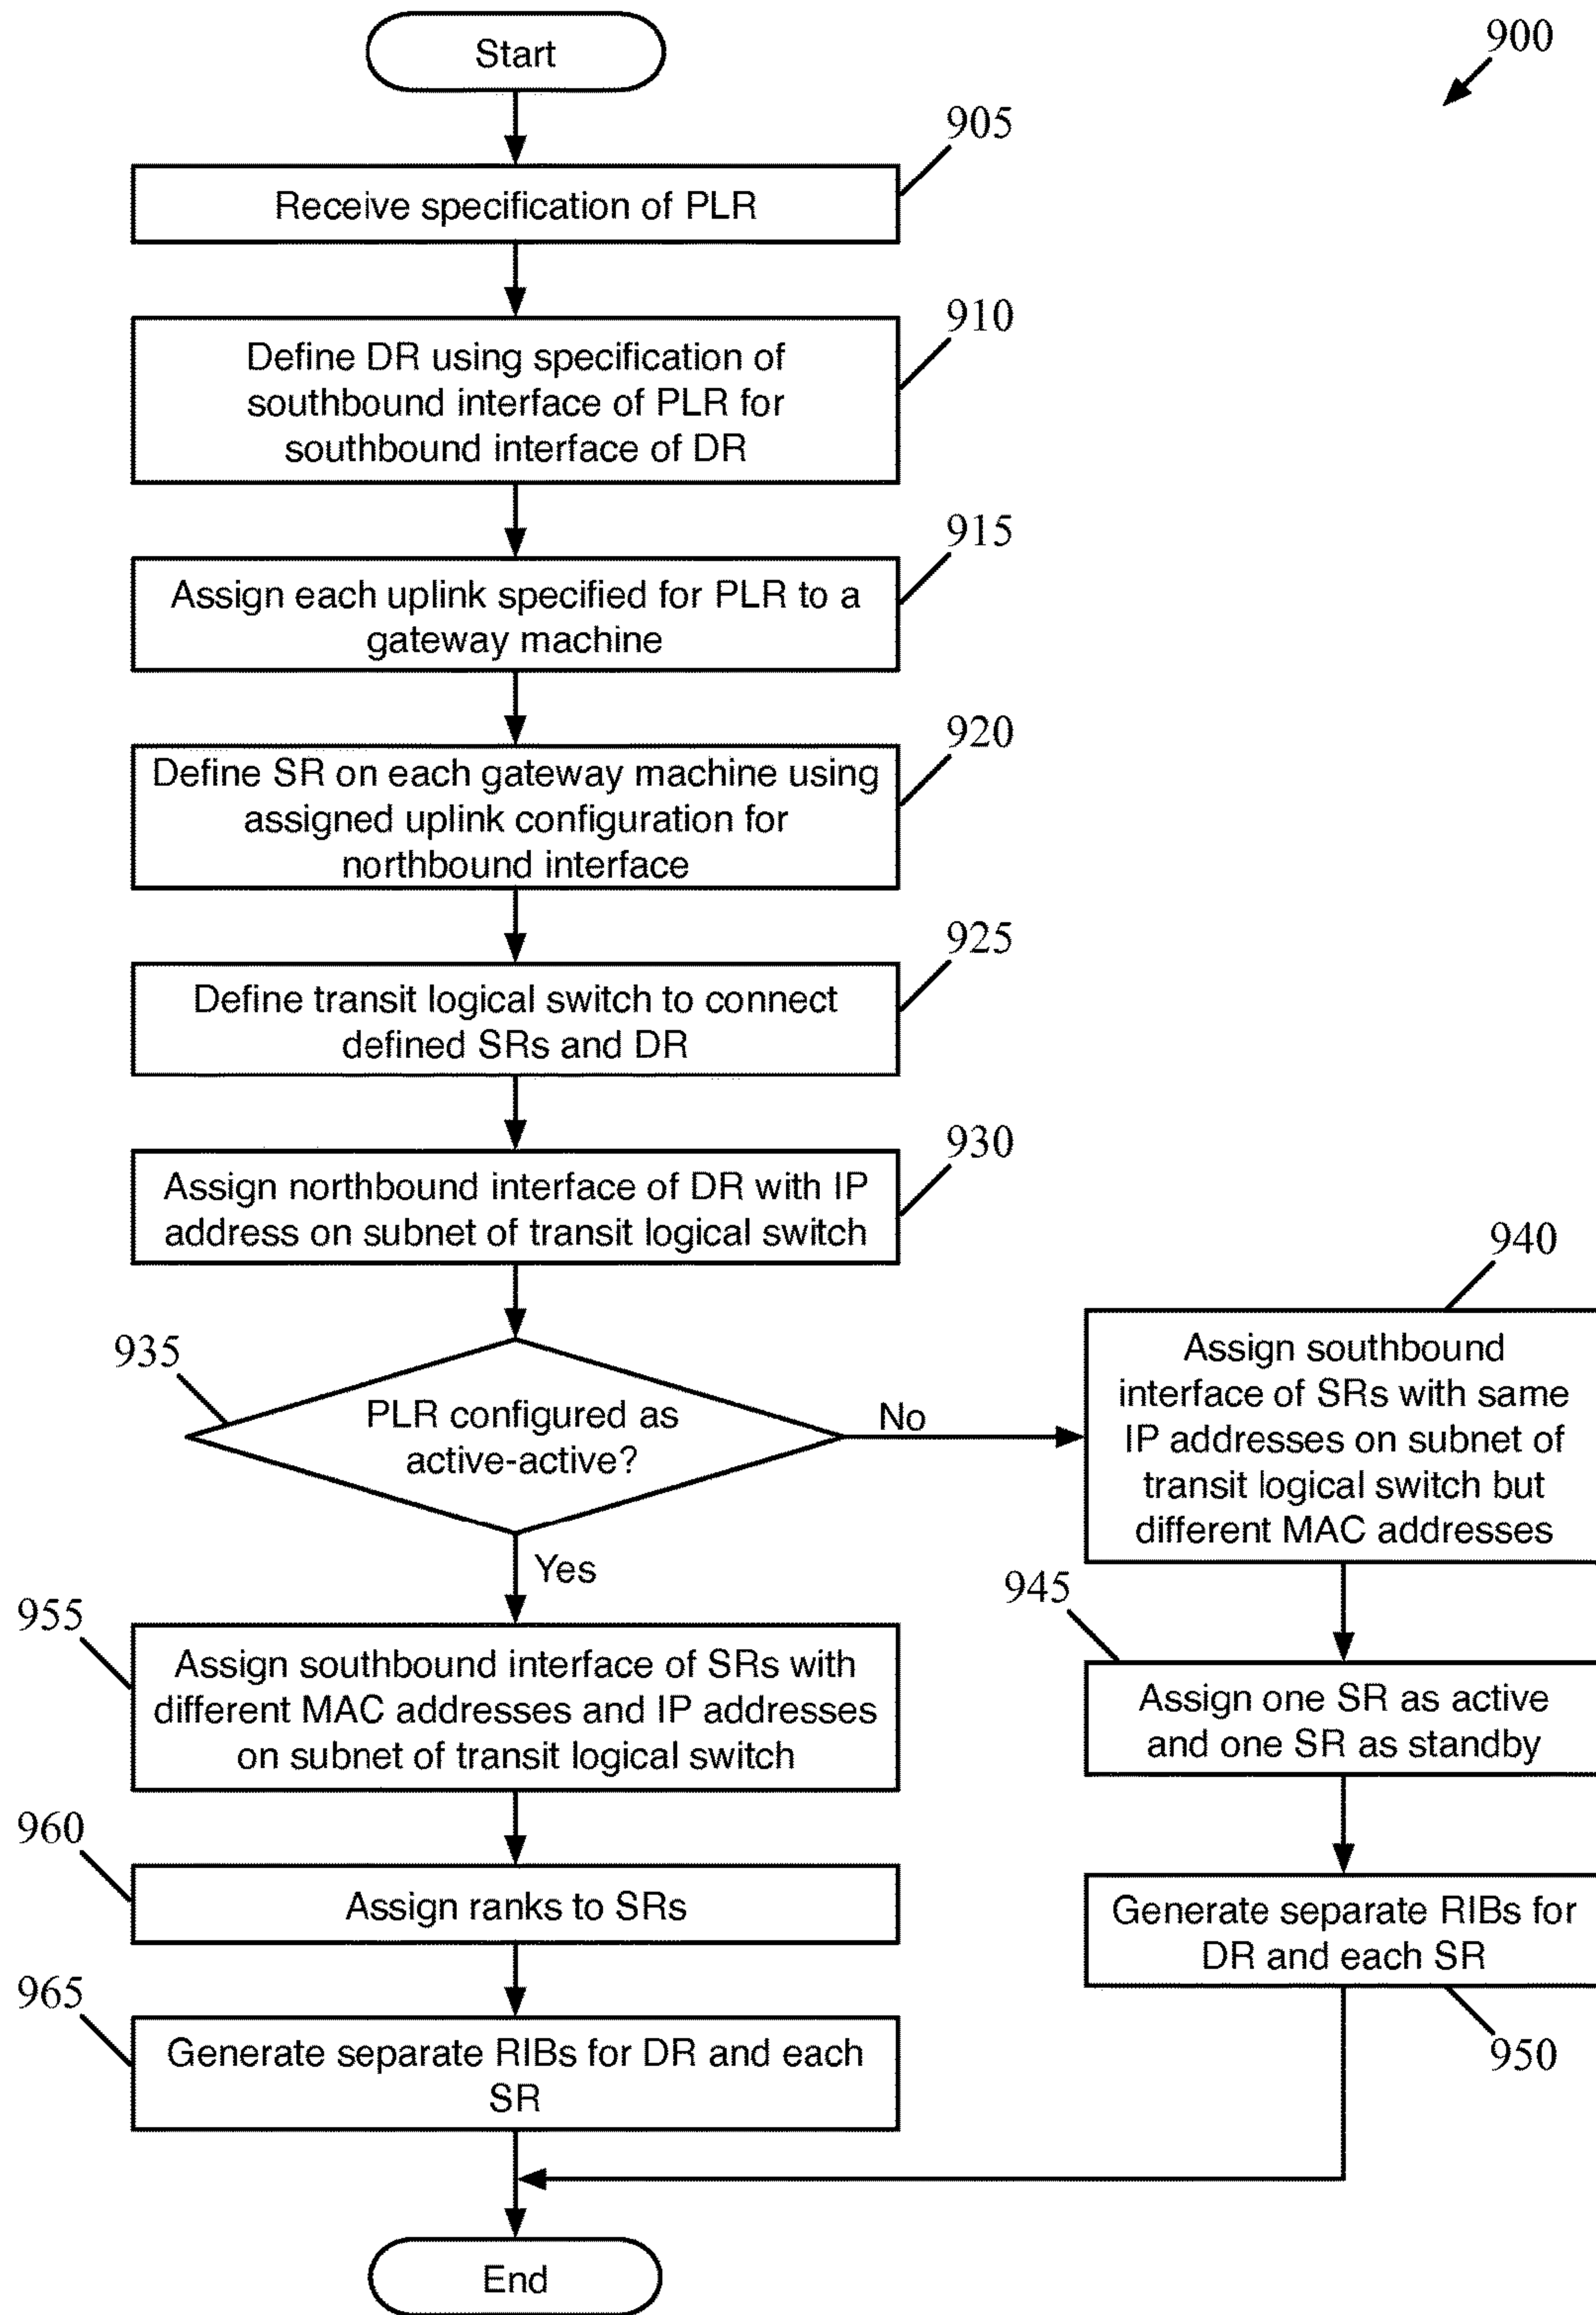 Start
900
905
Receive specification of PLR
910
Define DR using specification of
southbound interface of PLR for
southbound interface of DR
915
Assign each uplink specified for PLR to a
gateway machine
920
Define SR on each gateway machine using
assigned uplink configuration for
northbound interface
925
Define transit logical switch to connect
defined SRs and DR
930
Assign northbound interface of DR with IP
address on subnet of transit logical switch
935
PLR configured as
active-active?
No
Yes
940
Assign southbound
interface of SRs with same
IP addresses on subnet of
transit logical switch but
different MAC addresses
945
Assign one SR as active
and one SR as standby
Generate separate RIBs for
DR and each SR
950
955
Assign southbound interface of SRs with
different MAC addresses and IP addresses
on subnet of transit logical switch
960
Assign ranks to SRs
965
Generate separate RIBs for DR and each
SR
End